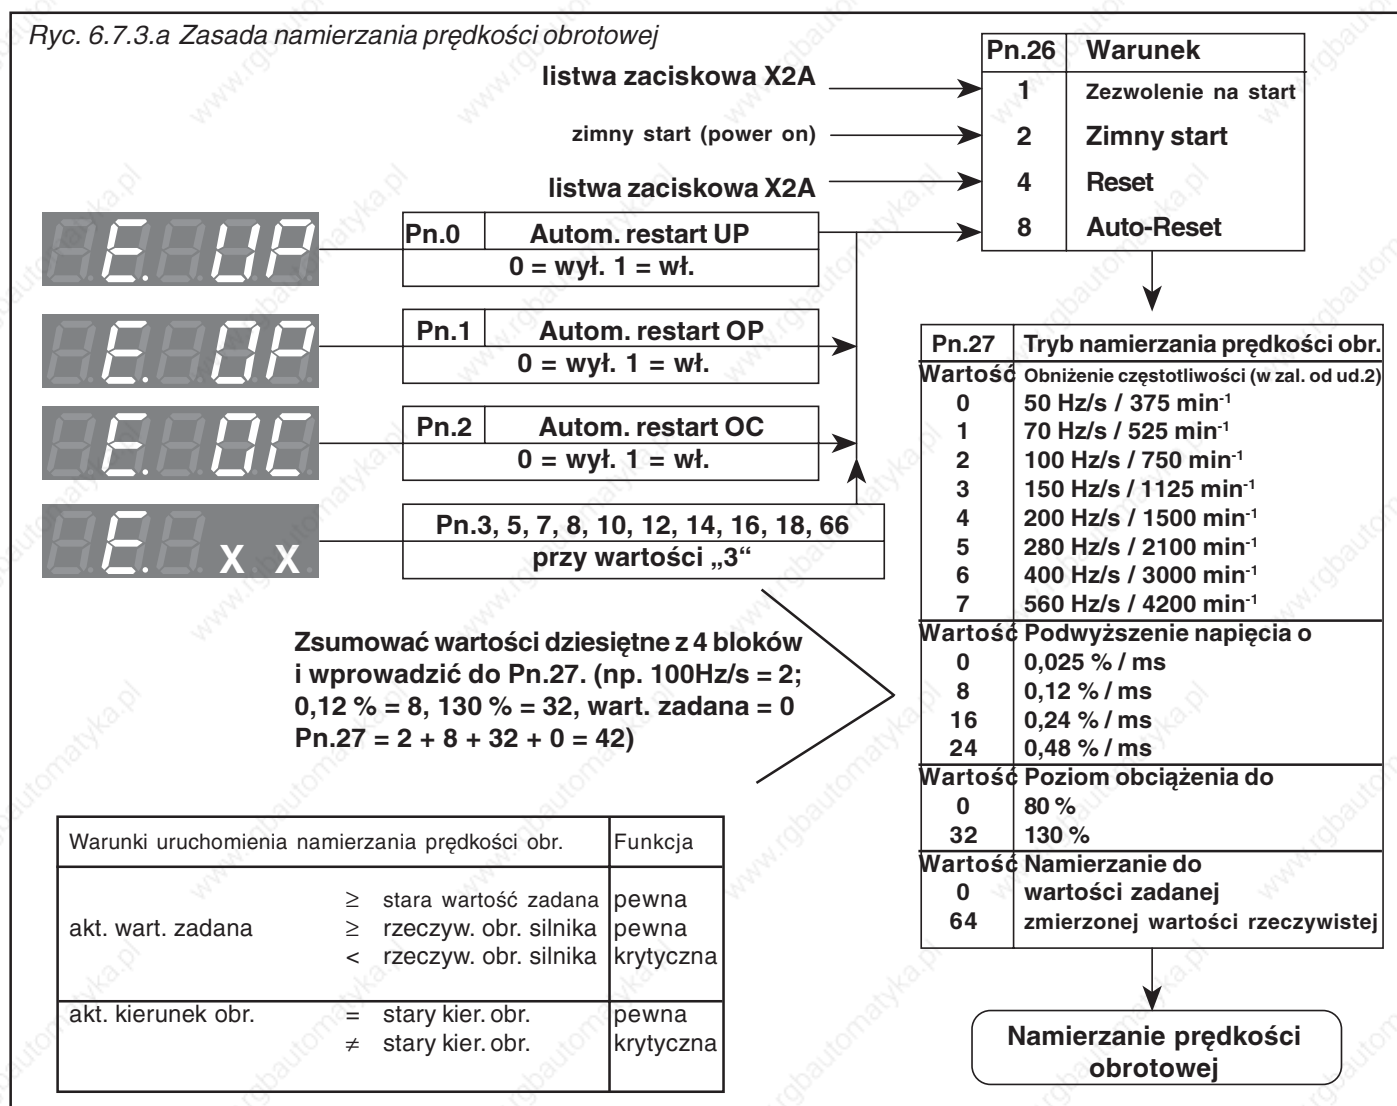 Ryc. 6.7.3.a Zasada namierzania prędkości obrotowej
listwa zaciskowa X2A
zimny start (power on)
listwa zaciskowa X2A
Pn.26 Warunek
1 Zezwolenie na start
2 Zimny start
4 Reset
8 Auto-Reset
E. UP
Pn.0 Autom. restart UP
0 = wył. 1 = wł.
E. OP
Pn.1 Autom. restart OP
0 = wył. 1 = wł.
E. OC
Pn.2 Autom. restart OC
0 = wył. 1 = wł.
E. x x.
Pn.3, 5, 7, 8, 10, 12, 14, 16, 18, 66
przy wartości „3“
Pn.27 Tryb namierzania prędkości obr.
Wartość Obniżenie częstotliwości (w zal. od ud.2)
0 50 Hz/s / 375 min⁻¹
1 70 Hz/s / 525 min⁻¹
2 100 Hz/s / 750 min⁻¹
3 150 Hz/s / 1125 min⁻¹
4 200 Hz/s / 1500 min⁻¹
5 280 Hz/s / 2100 min⁻¹
6 400 Hz/s / 3000 min⁻¹
7 560 Hz/s / 4200 min⁻¹
Wartość Podwyższenie napięcia o
0 0,025 % / ms
8 0,12 % / ms
16 0,24 % / ms
24 0,48 % / ms
Wartość Poziom obciążenia do
0 80 %
32 130 %
Wartość Namierzanie do
0 wartości zadanej
64 zmierzonej wartości rzeczywistej
Zsumować wartości dziesiętne z 4 bloków
i wprowadzić do Pn.27. (np. 100Hz/s = 2;
0,12 % = 8, 130 % = 32, wart. zadana = 0
Pn.27 = 2 + 8 + 32 + 0 = 42)
Warunki uruchomienia namierzania prędkości obr. Funkcja
≥ stara wartość zadana pewna
akt. wart. zadana ≥ rzeczyw. obr. silnika pewna
< rzeczyw. obr. silnika krytyczna
akt. kierunek obr. = stary kier. obr. pewna
≠ stary kier. obr. krytyczna
Namierzanie prędkości
obrotowej
www.rgbautomatyka.pl